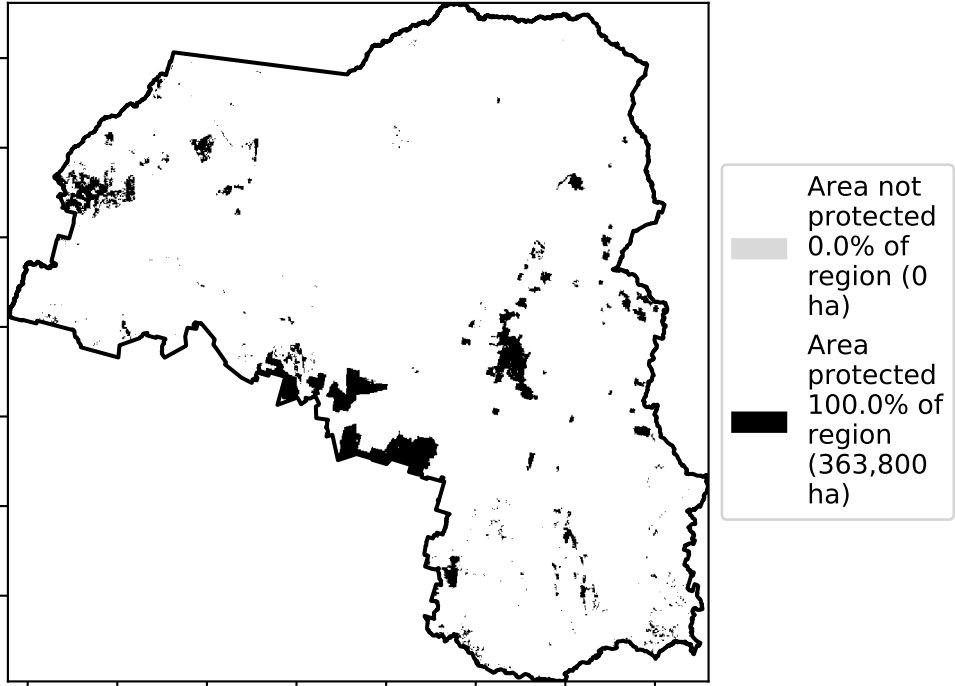 Area not
protected
0.0% of
region (0
ha)
Area
protected
100.0% of
region
(363,800
ha)